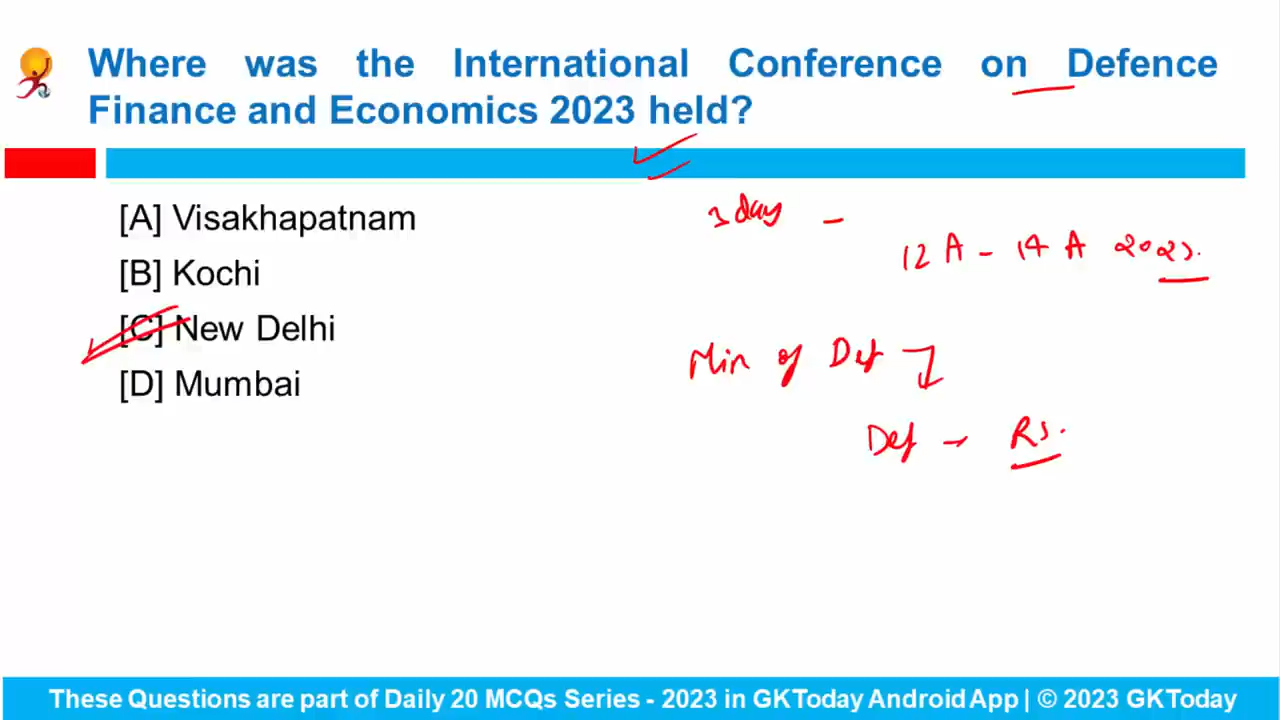 Where was the International Conference on Defence
Finance and Economics 2023 held?
[A] Visakhapatnam
[B] Kochi
[C] New Delhi
[D] Mumbai
3 day -
12 A - 14 A 2023.
Min of Def
Def → Rs.
These Questions are part of Daily 20 MCQs Series - 2023 in GKToday Android App | © 2023 GKToday